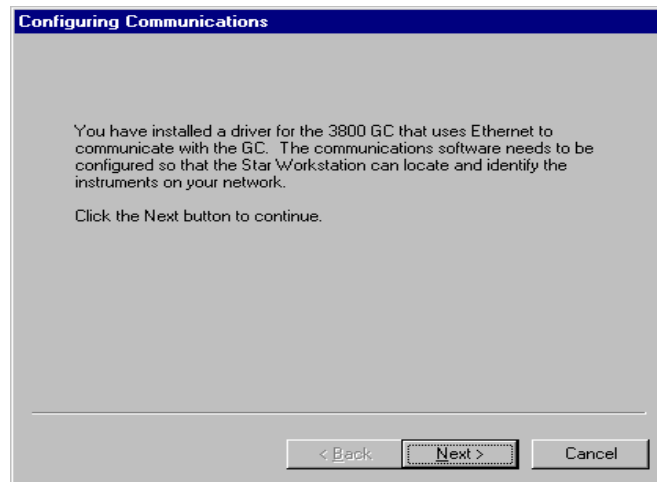 Configuring Communications
You have installed a driver for the 3800 GC that uses Ethernet to
communicate with the GC. The communications software needs to be
configured so that the Star Workstation can locate and identify the
instruments on your network.
Click the Next button to continue.
< Back
Next >
Cancel